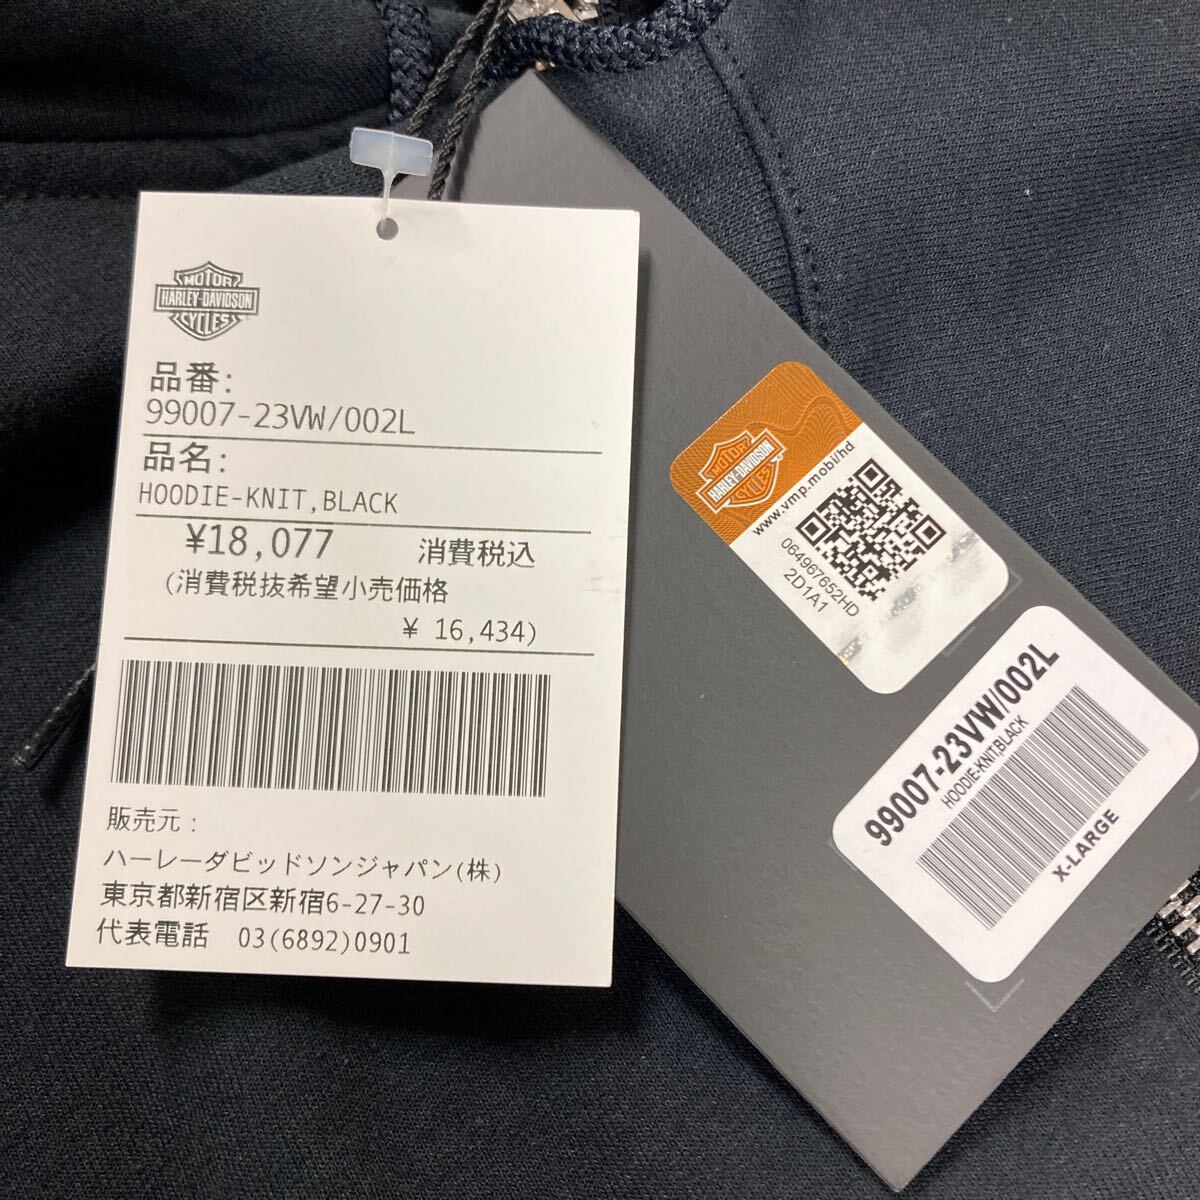 MOTOR
HARLEY-DAVIDSON
CYCLES
品番:
99007-23VW/002L
品名:
HOODIE-KNIT,BLACK
¥18,077 消費税込
(消費税抜希望小売価格
¥ 16,434)
販売元:
ハーレーダビッドソンジャパン(株)
東京都新宿区新宿6-27-30
代表電話 03(6892)0901
MOTOR
HARLEY-DAVIDSON
CYCLES
www.vmp.mobi/hd
064967652HD
2D1A1
99007-23VW/002L
HOODIE-KNIT,BLACK
X-LARGE